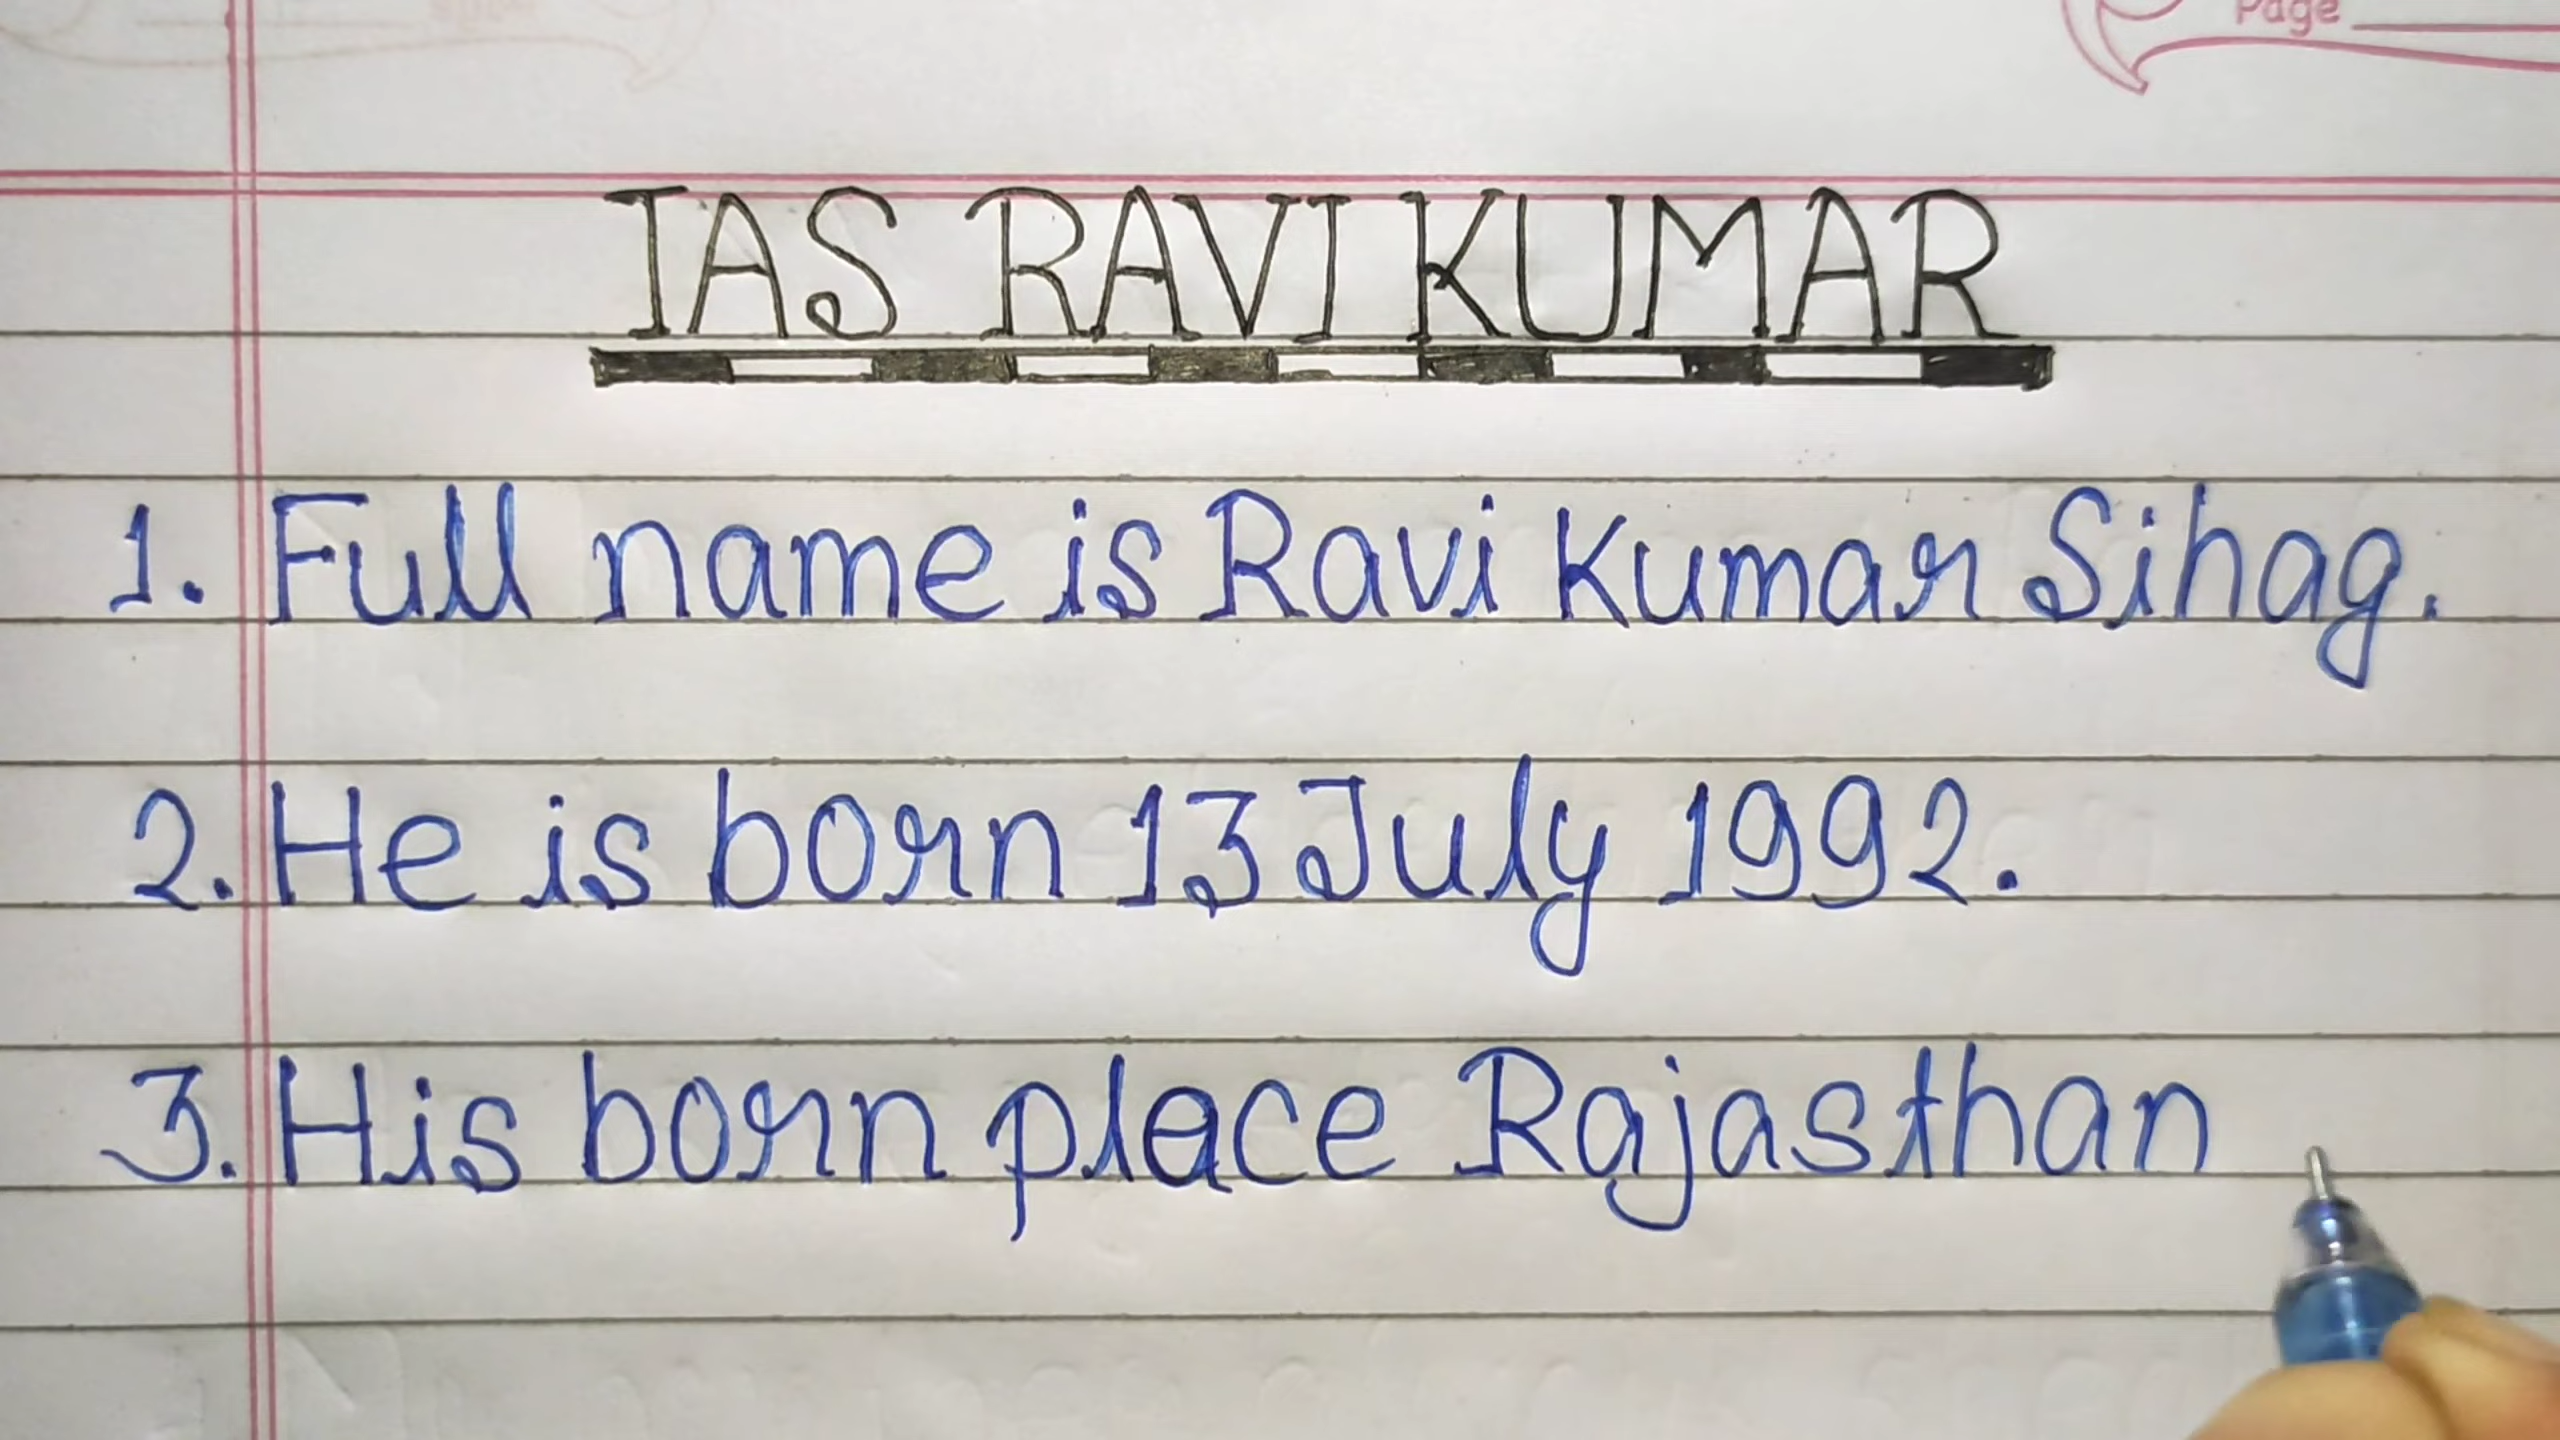 Page
IAS RAVI KUMAR
1. Full name is Ravi Kumar Sihag.
2. He is born 13 July 1992.
3. His born place Rajasthan